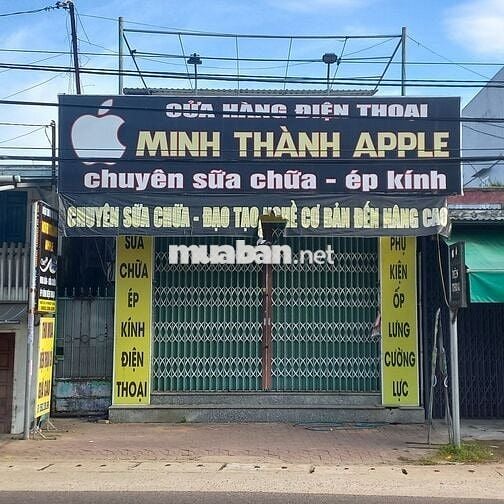 CỬA HÀNG ĐIỆN THOẠI
MINH THÀNH APPLE
chuyên sữa chữa - ép kính
CHUYÊN SỮA CHỮA - ĐẠO TẠO NGHỀ CƠ BẢN ĐẾN NÂNG CAO
muaban.net
SỮA
CHỮA
ÉP
KÍNH
ĐIỆN
THOẠI
PHỤ
KIỆN
ỐP
LƯNG
CƯỜNG
LỰC